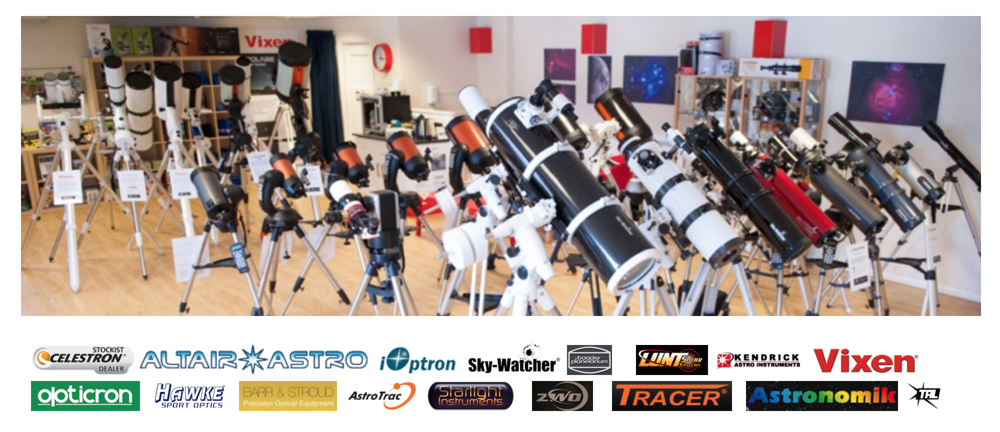 Vixen
POLARIE
STOCKIST
CELESTRON®
DEALER
ALTAIR ASTRO
iOptron
Sky-Watcher®
baader
planetarium
LUNT SOLAR
SYSTEMS
KENDRICK
ASTRO INSTRUMENTS
Vixen®
opticron
HAWKE®
SPORT OPTICS
BARR & STROUD
Precision Optical Equipment
AstroTrac
Starlight
Instruments
ZWO
TRACER®
Astronomik
TAL